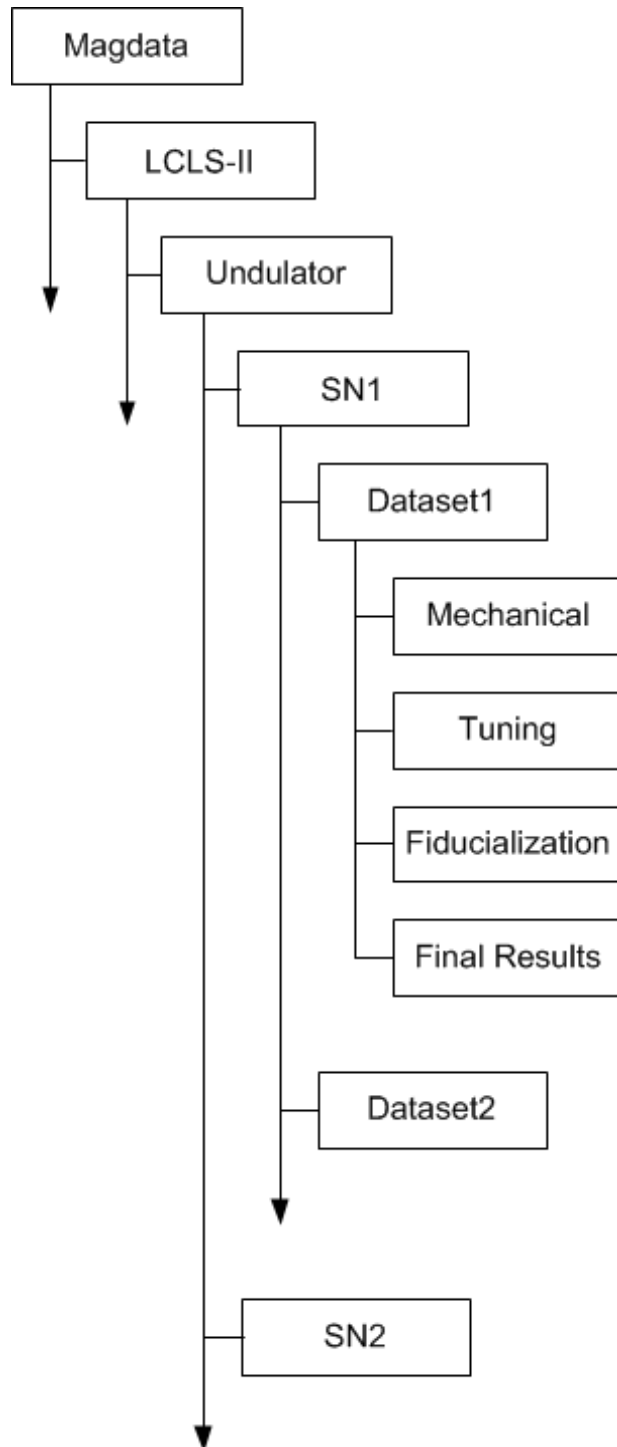 Magdata
LCLS-II
Undulator
SN1
Dataset1
Mechanical
Tuning
Fiducialization
Final Results
Dataset2
SN2